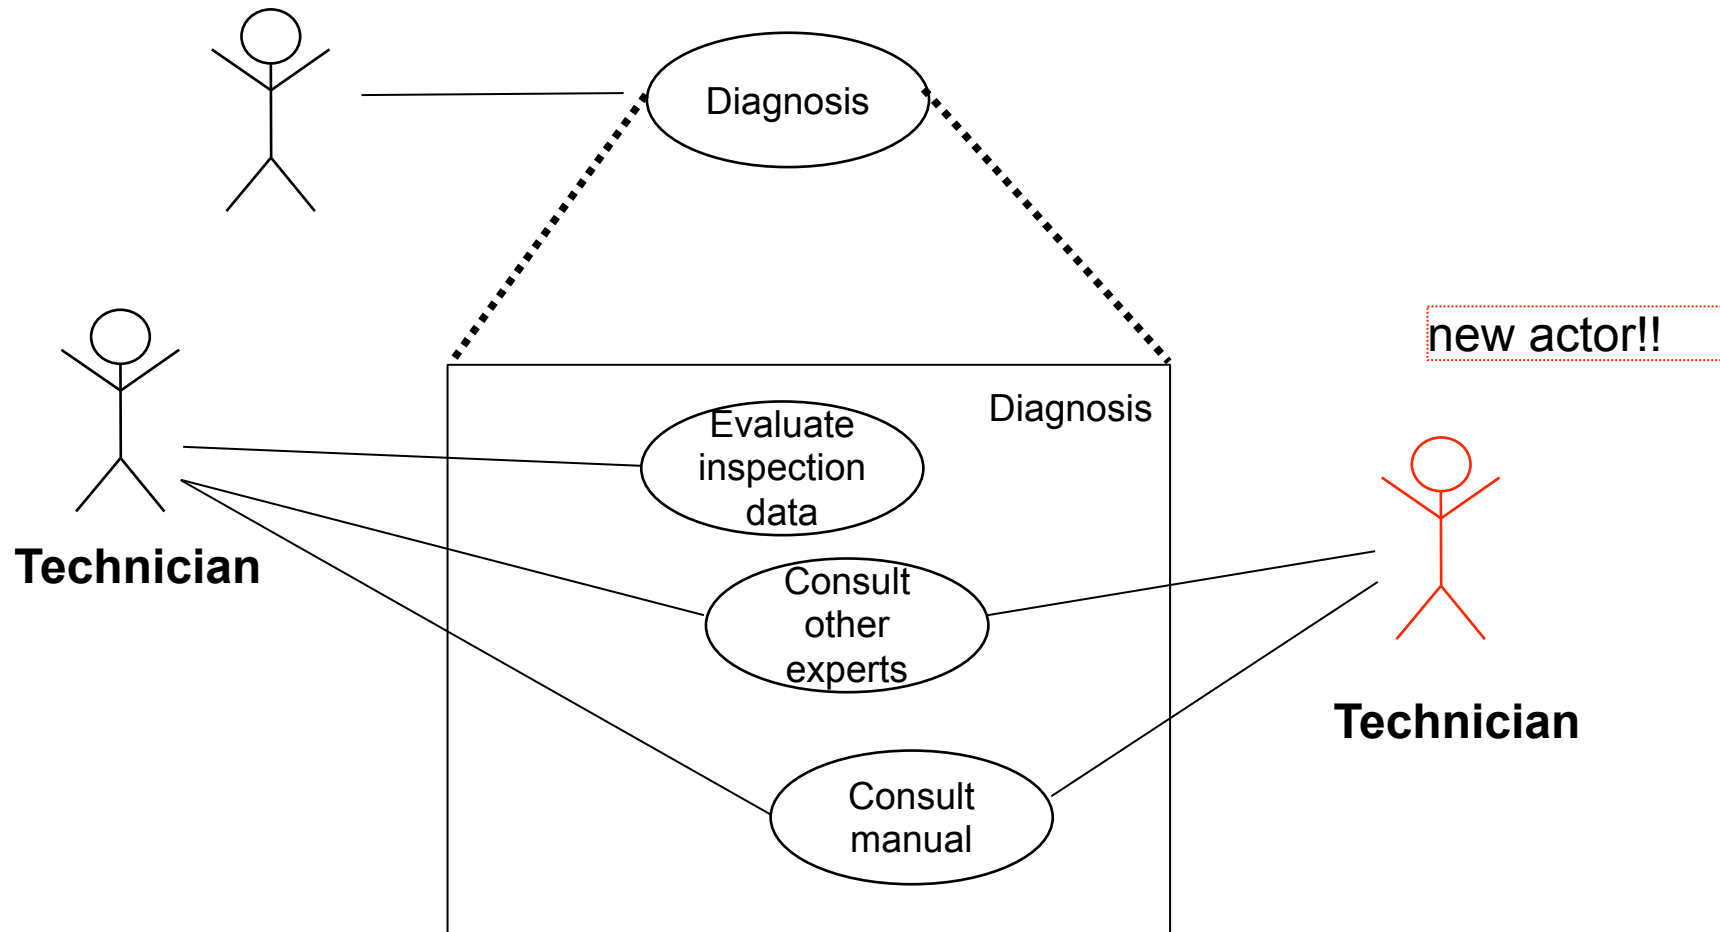 Diagnosis
new actor!!
Diagnosis
Evaluate
inspection
data
Technician
Consult
other
experts
Technician
Consult
manual